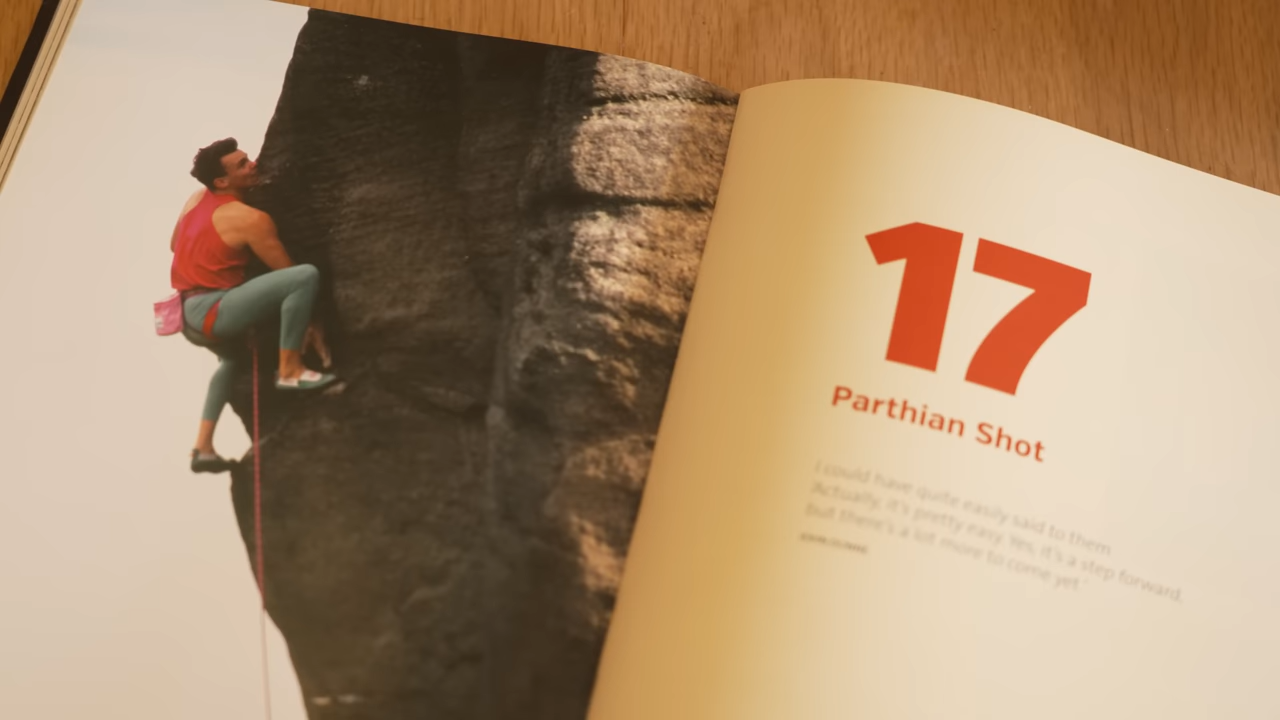 17
Parthian Shot
I could have quite easily said to them
Actually, it's pretty easy. Yes, it's a step forward.
But there's a lot more to come yet.